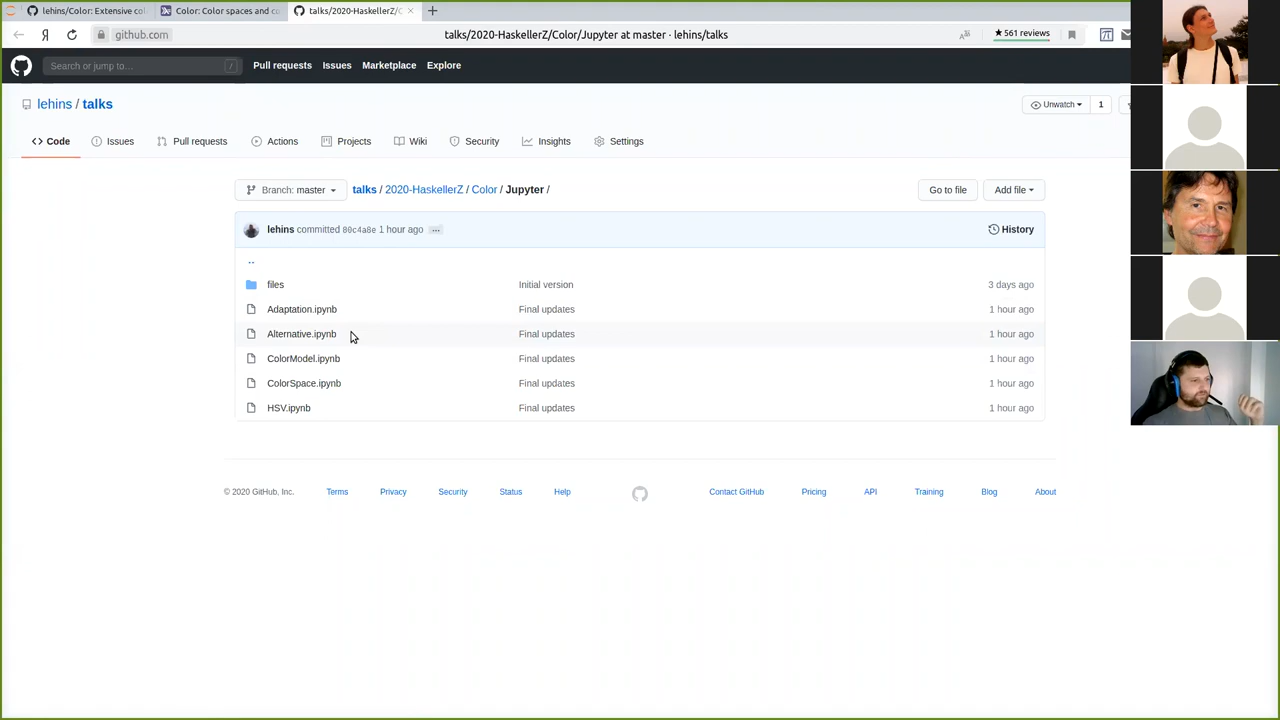 lehins/Color: Extensive col
Color: Color spaces and co
talks/2020-HaskellerZ/C
Я
github.com
talks/2020-HaskellerZ/Color/Jupyter at master · lehins/talks
★561 reviews
Search or jump to…
/
Pull requests
Issues
Marketplace
Explore
lehins / talks
Unwatch
1
Code
Issues
Pull requests
Actions
Projects
Wiki
Security
Insights
Settings
Branch: master
talks / 2020-HaskellerZ / Color / Jupyter /
Go to file
Add file
lehins committed 80c4a8e 1 hour ago …
History
..
files Initial version 3 days ago
Adaptation.ipynb Final updates 1 hour ago
Alternative.ipynb Final updates 1 hour ago
ColorModel.ipynb Final updates 1 hour ago
ColorSpace.ipynb Final updates 1 hour ago
HSV.ipynb Final updates 1 hour ago
© 2020 GitHub, Inc. Terms Privacy Security Status Help Contact GitHub Pricing API Training Blog About